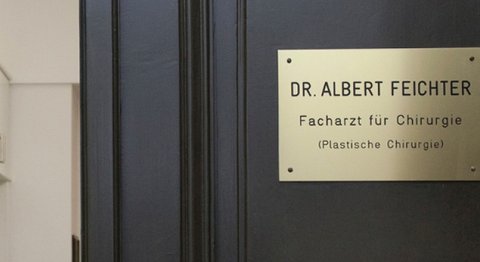 DR. ALBERT FEICHTER
Facharzt für Chirurgie
(Plastische Chirurgie)